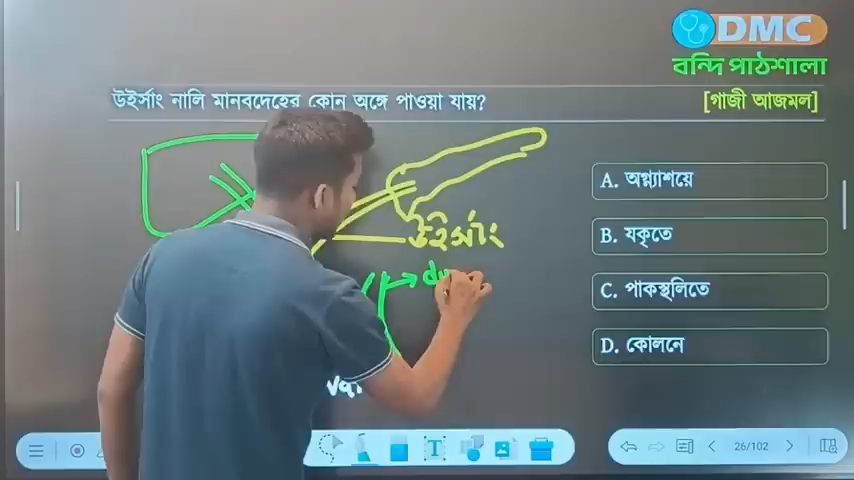 DMC
বন্দি পাঠশালা
উইর্সাং নালি মানবদেহের কোন অঙ্গে পাওয়া যায়?
[গাজী আজমল]
A. অগ্ন্যাশয়ে
B. যকৃতে
C. পাকস্থলিতে
D. কোলনে
উইর্সাং
26/102